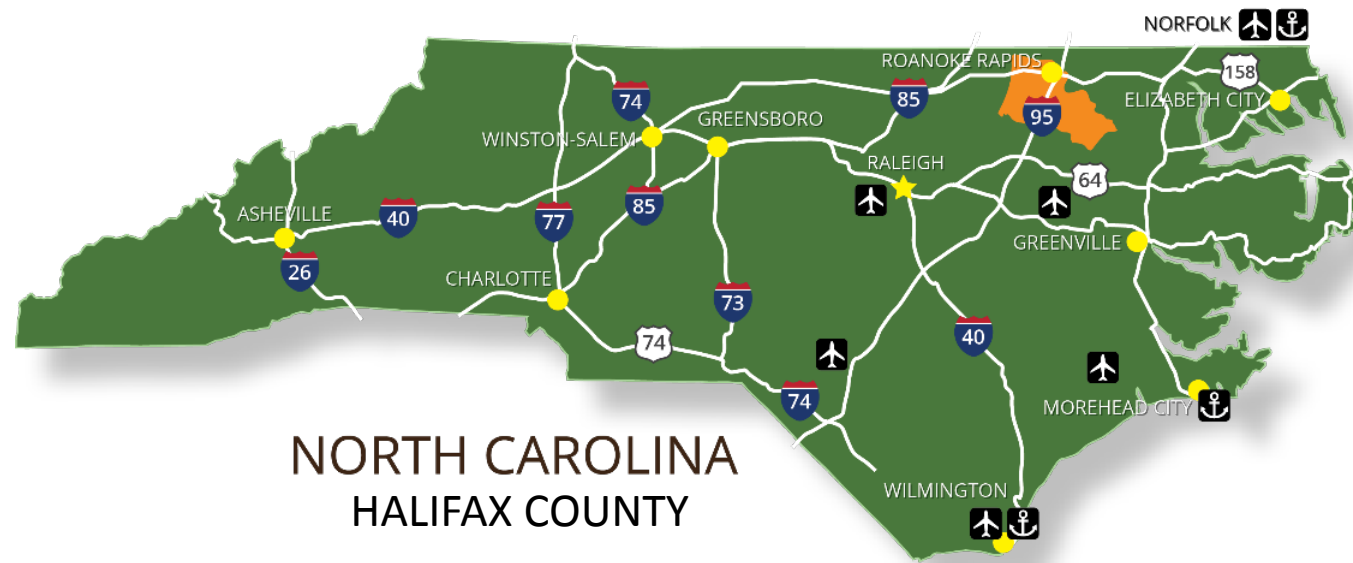 NORFOLK
ROANOKE RAPIDS
158
74
85
ELIZABETH CITY
95
GREENSBORO
WINSTON-SALEM
RALEIGH
64
85
ASHEVILLE
40
77
GREENVILLE
26
CHARLOTTE
73
40
74
74
MOREHEAD CITY
NORTH CAROLINA
WILMINGTON
HALIFAX COUNTY